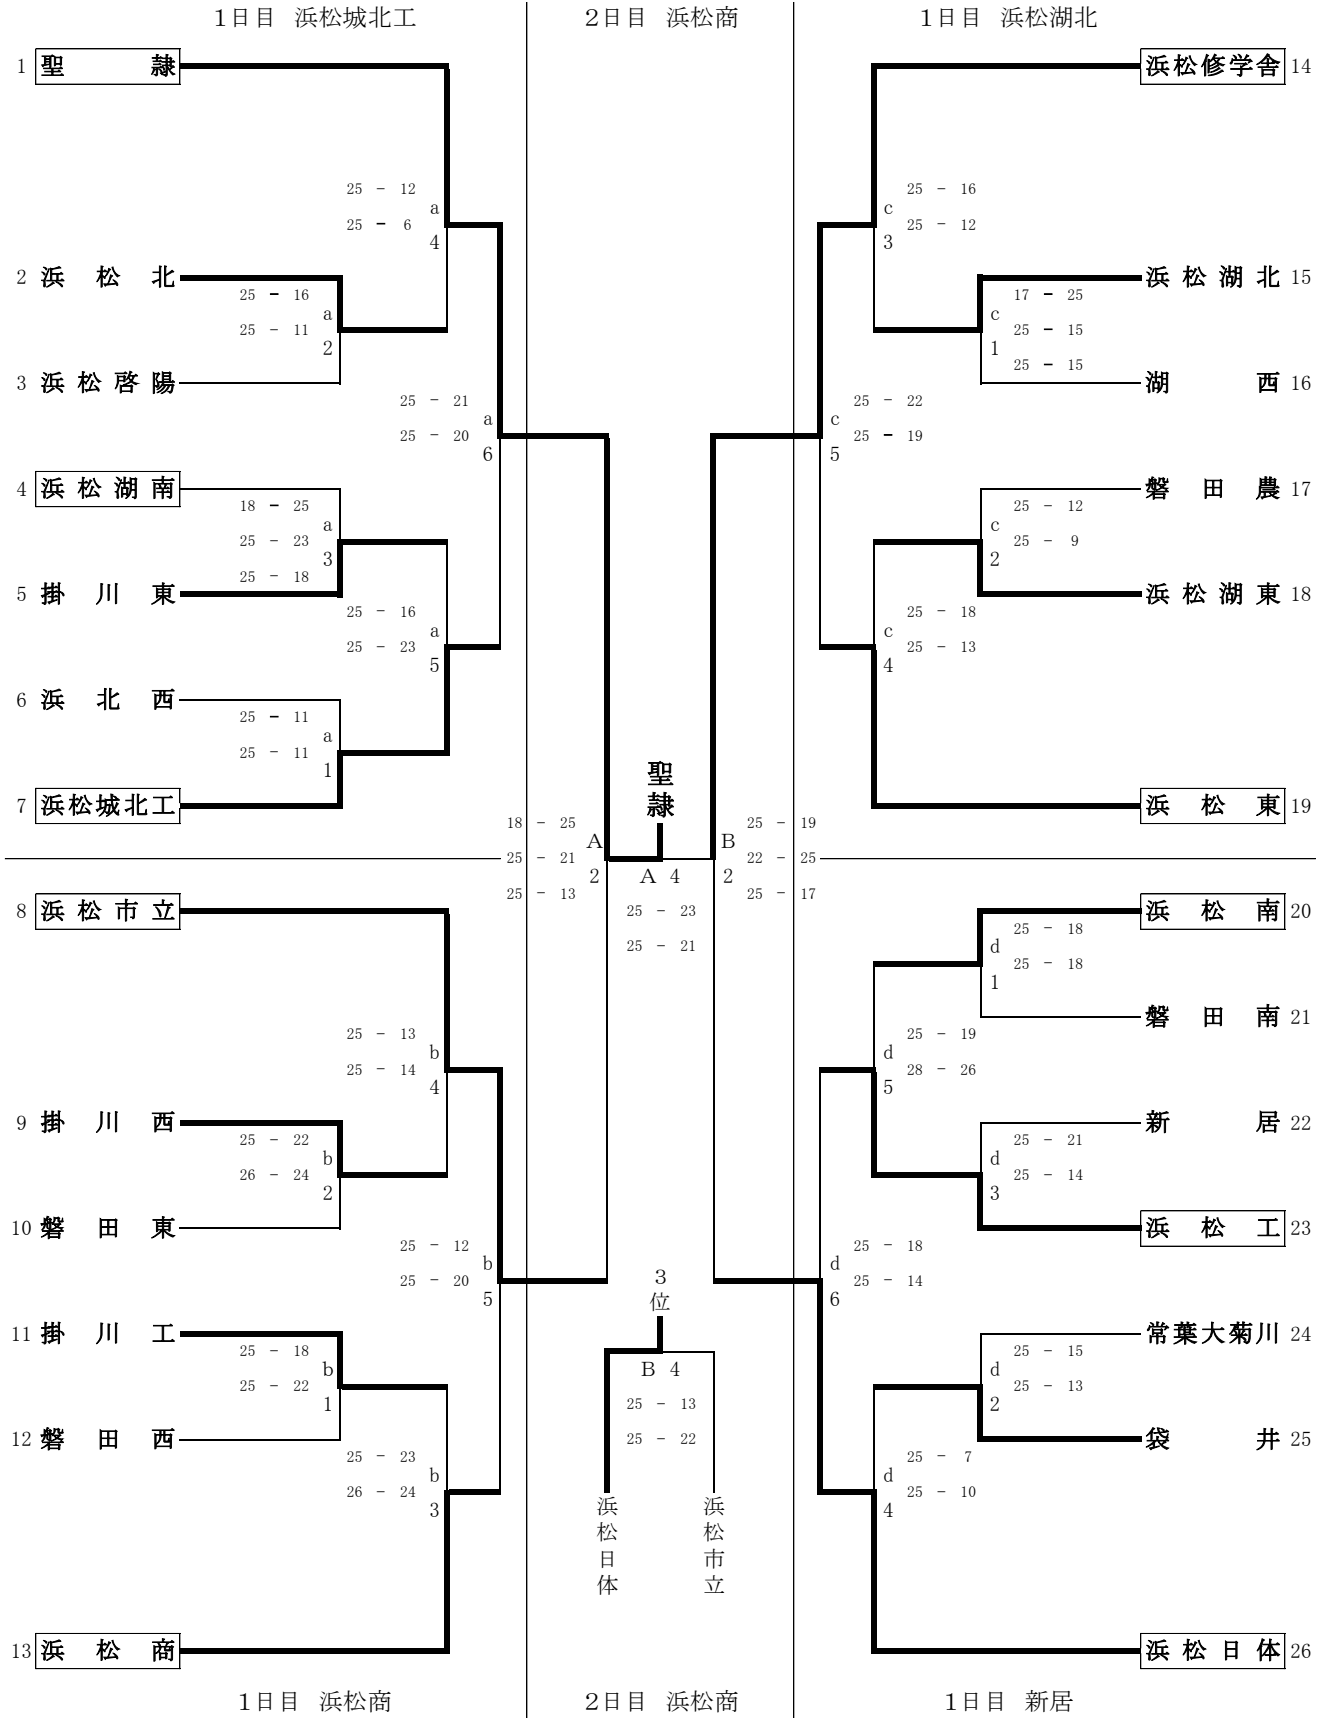 1日目 浜松城北工
2日目 浜松商
1日目 浜松湖北
1 聖隷
浜松修学舎 14
25 - 12
a
25 - 6
4
25 - 16
c
25 - 12
3
2 浜松北
25 - 16
a
25 - 11
2
浜松湖北 15
17 - 25
c
25 - 15
1
25 - 15
3 浜松啓陽
湖西 16
25 - 21
a
25 - 20
6
25 - 22
c
25 - 19
5
4 浜松湖南
18 - 25
a
25 - 23
3
25 - 18
磐田農 17
25 - 12
c
25 - 9
2
5 掛川東
浜松湖東 18
25 - 16
a
25 - 23
5
25 - 18
c
25 - 13
4
6 浜北西
25 - 11
a
25 - 11
1
7 浜松城北工
聖隷
浜松東 19
18 - 25
A
25 - 21
2
25 - 13
A 4
25 - 23
25 - 21
25 - 19
B
22 - 25
2
25 - 17
8 浜松市立
浜松南 20
25 - 18
d
25 - 18
1
磐田南 21
25 - 13
b
25 - 14
4
25 - 19
d
28 - 26
5
9 掛川西
25 - 22
b
26 - 24
2
新居 22
25 - 21
d
25 - 14
3
10 磐田東
浜松工 23
25 - 12
b
25 - 20
5
25 - 18
d
25 - 14
6
3位
11 掛川工
25 - 18
b
25 - 22
1
常葉大菊川 24
25 - 15
d
25 - 13
2
B 4
25 - 13
25 - 22
12 磐田西
袋井 25
25 - 23
b
26 - 24
3
25 - 7
d
25 - 10
4
浜松日体
浜松市立
13 浜松商
浜松日体 26
1日目 浜松商
2日目 浜松商
1日目 新居